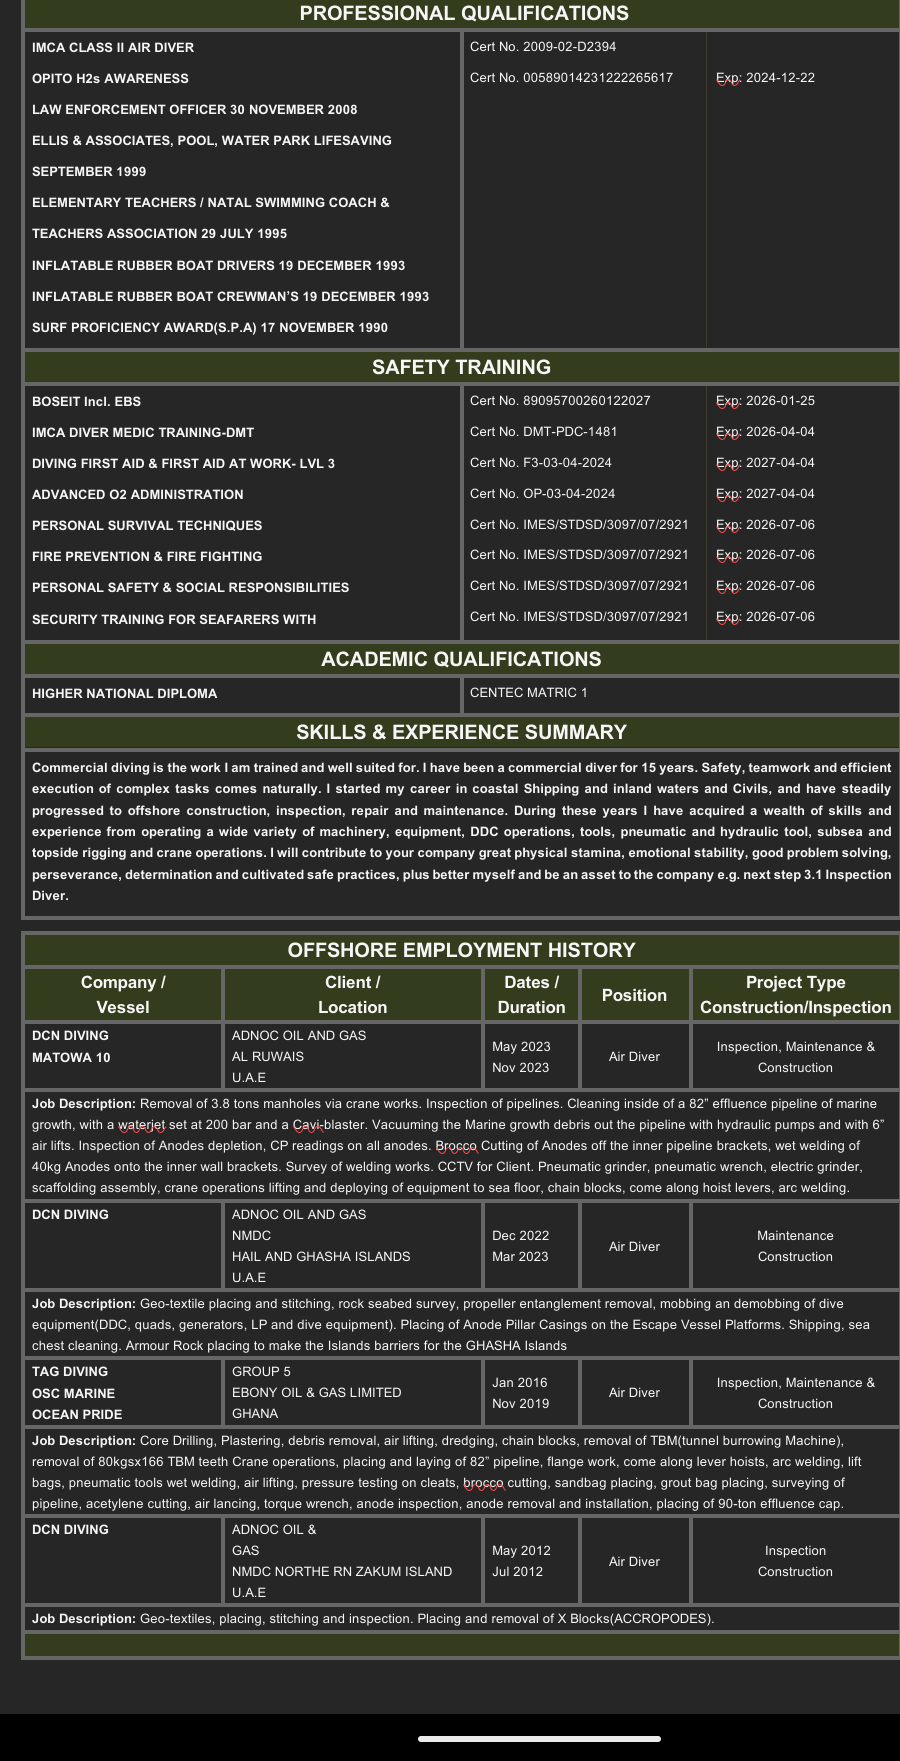 PROFESSIONAL QUALIFICATIONS
IMCA CLASS II AIR DIVER Cert No. 2009-02-D2394
OPITO H2s AWARENESS Cert No. 00589014231222265617 Exp: 2024-12-22
LAW ENFORCEMENT OFFICER 30 NOVEMBER 2008
ELLIS & ASSOCIATES, POOL, WATER PARK LIFESAVING
SEPTEMBER 1999
ELEMENTARY TEACHERS / NATAL SWIMMING COACH &
TEACHERS ASSOCIATION 29 JULY 1995
INFLATABLE RUBBER BOAT DRIVERS 19 DECEMBER 1993
INFLATABLE RUBBER BOAT CREWMAN’S 19 DECEMBER 1993
SURF PROFICIENCY AWARD(S.P.A) 17 NOVEMBER 1990
SAFETY TRAINING
BOSEIT Incl. EBS Cert No. 89095700260122027 Exp: 2026-01-25
IMCA DIVER MEDIC TRAINING-DMT Cert No. DMT-PDC-1481 Exp: 2026-04-04
DIVING FIRST AID & FIRST AID AT WORK- LVL 3 Cert No. F3-03-04-2024 Exp: 2027-04-04
ADVANCED O2 ADMINISTRATION Cert No. OP-03-04-2024 Exp: 2027-04-04
PERSONAL SURVIVAL TECHNIQUES Cert No. IMES/STDSD/3097/07/2921 Exp: 2026-07-06
FIRE PREVENTION & FIRE FIGHTING Cert No. IMES/STDSD/3097/07/2921 Exp: 2026-07-06
PERSONAL SAFETY & SOCIAL RESPONSIBILITIES Cert No. IMES/STDSD/3097/07/2921 Exp: 2026-07-06
SECURITY TRAINING FOR SEAFARERS WITH Cert No. IMES/STDSD/3097/07/2921 Exp: 2026-07-06
ACADEMIC QUALIFICATIONS
HIGHER NATIONAL DIPLOMA CENTEC MATRIC 1
SKILLS & EXPERIENCE SUMMARY
Commercial diving is the work I am trained and well suited for. I have been a commercial diver for 15 years. Safety, teamwork and efficient
execution of complex tasks comes naturally. I started my career in coastal Shipping and inland waters and Civils, and have steadily
progressed to offshore construction, inspection, repair and maintenance. During these years I have acquired a wealth of skills and
experience from operating a wide variety of machinery, equipment, DDC operations, tools, pneumatic and hydraulic tool, subsea and
topside rigging and crane operations. I will contribute to your company great physical stamina, emotional stability, good problem solving,
perseverance, determination and cultivated safe practices, plus better myself and be an asset to the company e.g. next step 3.1 Inspection
Diver.
OFFSHORE EMPLOYMENT HISTORY
Company /
Vessel
Client /
Location
Dates /
Duration
Position
Project Type
Construction/Inspection
DCN DIVING
MATOWA 10
ADNOC OIL AND GAS
AL RUWAIS
U.A.E
May 2023
Nov 2023
Air Diver
Inspection, Maintenance &
Construction
Job Description: Removal of 3.8 tons manholes via crane works. Inspection of pipelines. Cleaning inside of a 82” effluence pipeline of marine
growth, with a waterjet set at 200 bar and a Cavi-blaster. Vacuuming the Marine growth debris out the pipeline with hydraulic pumps and with 6”
air lifts. Inspection of Anodes depletion, CP readings on all anodes. Brocco Cutting of Anodes off the inner pipeline brackets, wet welding of
40kg Anodes onto the inner wall brackets. Survey of welding works. CCTV for Client. Pneumatic grinder, pneumatic wrench, electric grinder,
scaffolding assembly, crane operations lifting and deploying of equipment to sea floor, chain blocks, come along hoist levers, arc welding.
DCN DIVING
ADNOC OIL AND GAS
NMDC
HAIL AND GHASHA ISLANDS
U.A.E
Dec 2022
Mar 2023
Air Diver
Maintenance
Construction
Job Description: Geo-textile placing and stitching, rock seabed survey, propeller entanglement removal, mobbing an demobbing of dive
equipment(DDC, quads, generators, LP and dive equipment). Placing of Anode Pillar Casings on the Escape Vessel Platforms. Shipping, sea
chest cleaning. Armour Rock placing to make the Islands barriers for the GHASHA Islands
TAG DIVING
OSC MARINE
OCEAN PRIDE
GROUP 5
EBONY OIL & GAS LIMITED
GHANA
Jan 2016
Nov 2019
Air Diver
Inspection, Maintenance &
Construction
Job Description: Core Drilling, Plastering, debris removal, air lifting, dredging, chain blocks, removal of TBM(tunnel burrowing Machine),
removal of 80kgsx166 TBM teeth Crane operations, placing and laying of 82” pipeline, flange work, come along lever hoists, arc welding, lift
bags, pneumatic tools wet welding, air lifting, pressure testing on cleats, brocco cutting, sandbag placing, grout bag placing, surveying of
pipeline, acetylene cutting, air lancing, torque wrench, anode inspection, anode removal and installation, placing of 90-ton effluence cap.
DCN DIVING
ADNOC OIL &
GAS
NMDC NORTHE RN ZAKUM ISLAND
U.A.E
May 2012
Jul 2012
Air Diver
Inspection
Construction
Job Description: Geo-textiles, placing, stitching and inspection. Placing and removal of X Blocks(ACCROPODES).